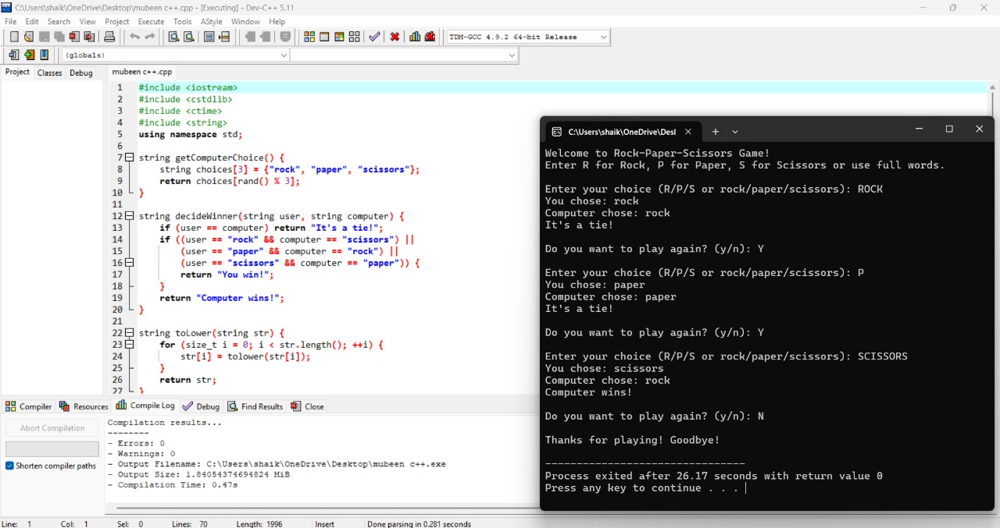 C:\Users\shaik\OneDrive\Desktop\mubeen c++.cpp - [Executing] - Dev-C++ 5.11
File Edit Search View Project Execute Tools AStyle Window Help
TDM-GCC 4.9.2 64-bit Release
(globals)
Project Classes Debug
mubeen c++.cpp
1 #include <iostream>
2 #include <cstdlib>
3 #include <ctime>
4 #include <string>
5 using namespace std;
6
7 string getComputerChoice() {
8 string choices[3] = {"rock", "paper", "scissors"};
9 return choices[rand() % 3];
10 }
11
12 string decideWinner(string user, string computer) {
13 if (user == computer) return "It's a tie!";
14 if ((user == "rock" && computer == "scissors") ||
15 (user == "paper" && computer == "rock") ||
16 (user == "scissors" && computer == "paper")) {
17 return "You win!";
18 }
19 return "Computer wins!";
20 }
21
22 string toLower(string str) {
23 for (size_t i = 0; i < str.length(); ++i) {
24 str[i] = tolower(str[i]);
25 }
26 return str;
27 }
C:\Users\shaik\OneDrive\Desl
Welcome to Rock-Paper-Scissors Game!
Enter R for Rock, P for Paper, S for Scissors or use full words.
Enter your choice (R/P/S or rock/paper/scissors): ROCK
You chose: rock
Computer chose: rock
It's a tie!
Do you want to play again? (y/n): Y
Enter your choice (R/P/S or rock/paper/scissors): P
You chose: paper
Computer chose: paper
It's a tie!
Do you want to play again? (y/n): Y
Enter your choice (R/P/S or rock/paper/scissors): SCISSORS
You chose: scissors
Computer chose: rock
Computer wins!
Do you want to play again? (y/n): N
Thanks for playing! Goodbye!
--------------------------------
Process exited after 26.17 seconds with return value 0
Press any key to continue . . .
Compiler Resources Compile Log Debug Find Results Close
Abort Compilation
Shorten compiler paths
Compilation results...
--------
- Errors: 0
- Warnings: 0
- Output Filename: C:\Users\shaik\OneDrive\Desktop\mubeen c++.exe
- Output Size: 1.84054374694824 MiB
- Compilation Time: 0.47s
Line: 1 Col: 1 Sel: 0 Lines: 70 Length: 1996 Insert Done parsing in 0.281 seconds